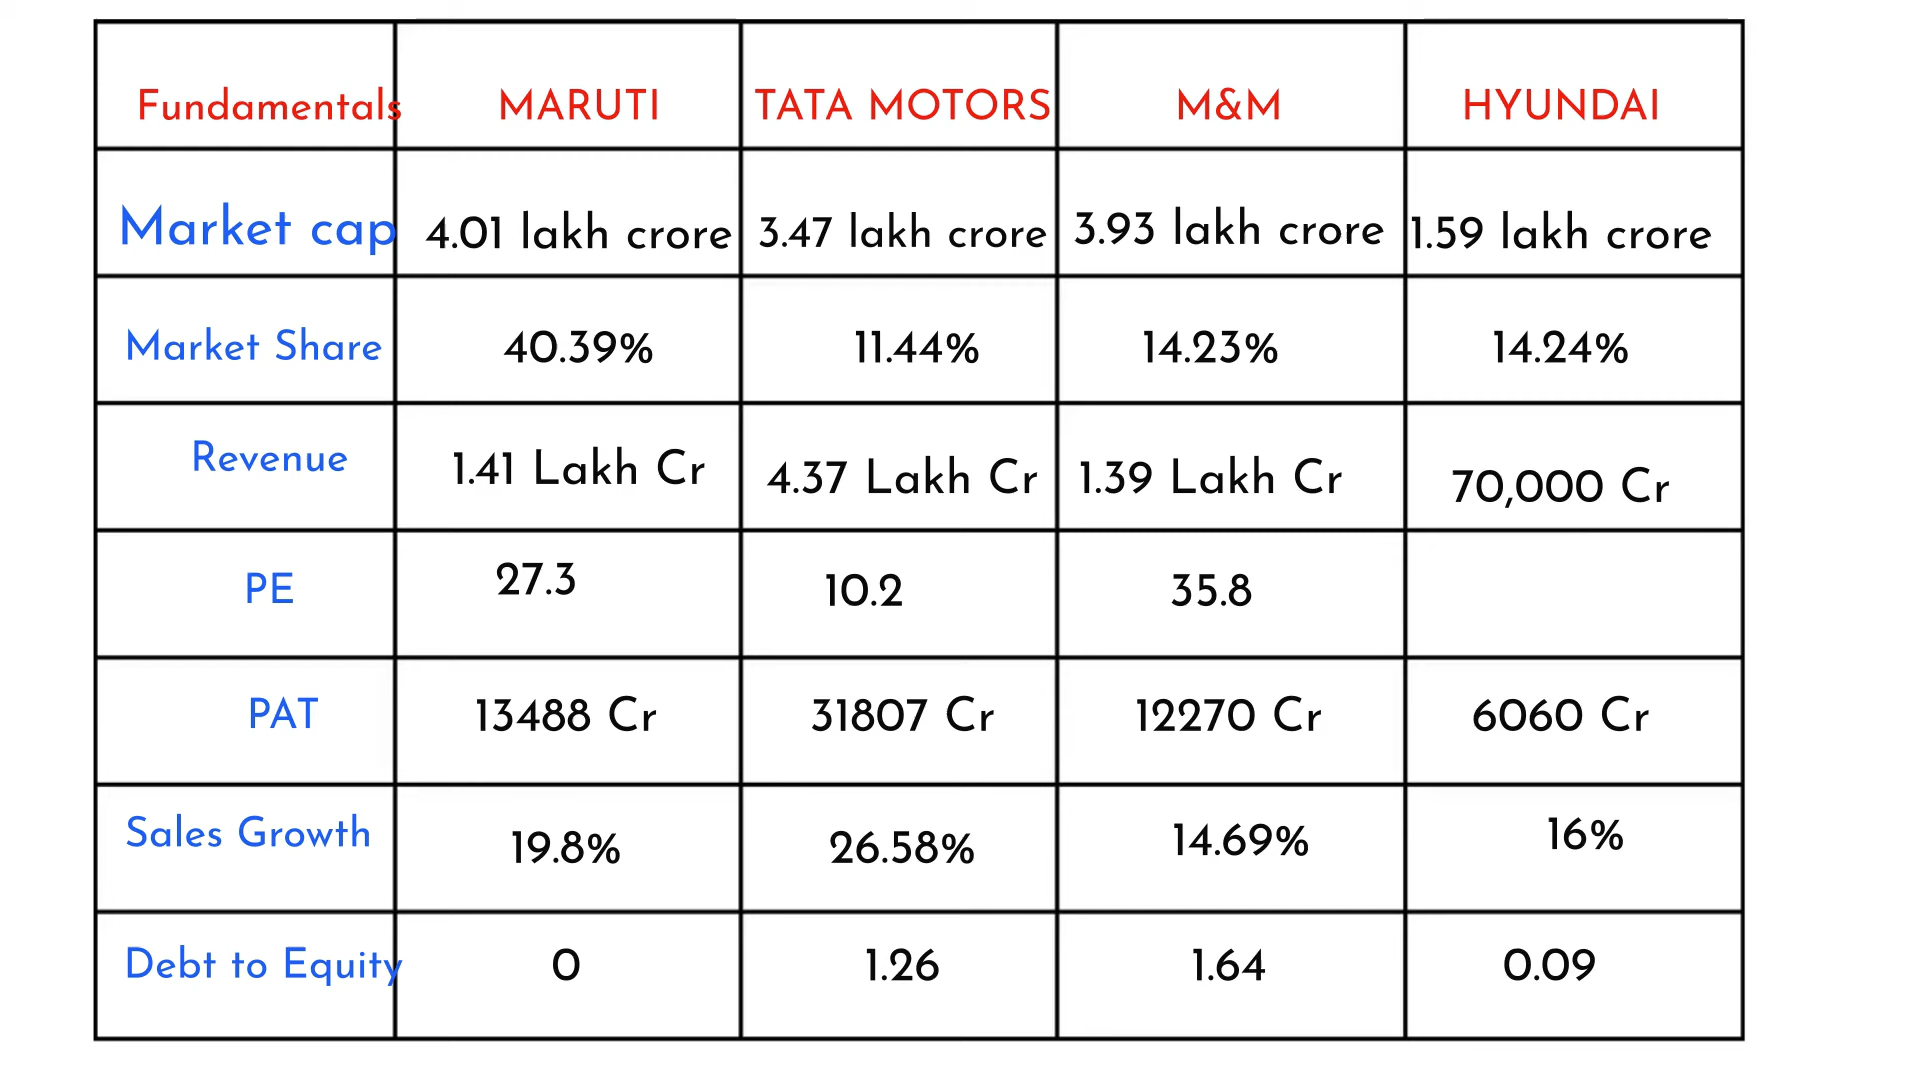 Fundamentals MARUTI TATA MOTORS M&M HYUNDAI
Market cap 4.01 lakh crore 3.47 lakh crore 3.93 lakh crore 1.59 lakh crore
Market Share 40.39% 11.44% 14.23% 14.24%
Revenue 1.41 Lakh Cr 4.37 Lakh Cr 1.39 Lakh Cr 70,000 Cr
PE 27.3 10.2 35.8
PAT 13488 Cr 31807 Cr 12270 Cr 6060 Cr
Sales Growth 19.8% 26.58% 14.69% 16%
Debt to Equity 0 1.26 1.64 0.09